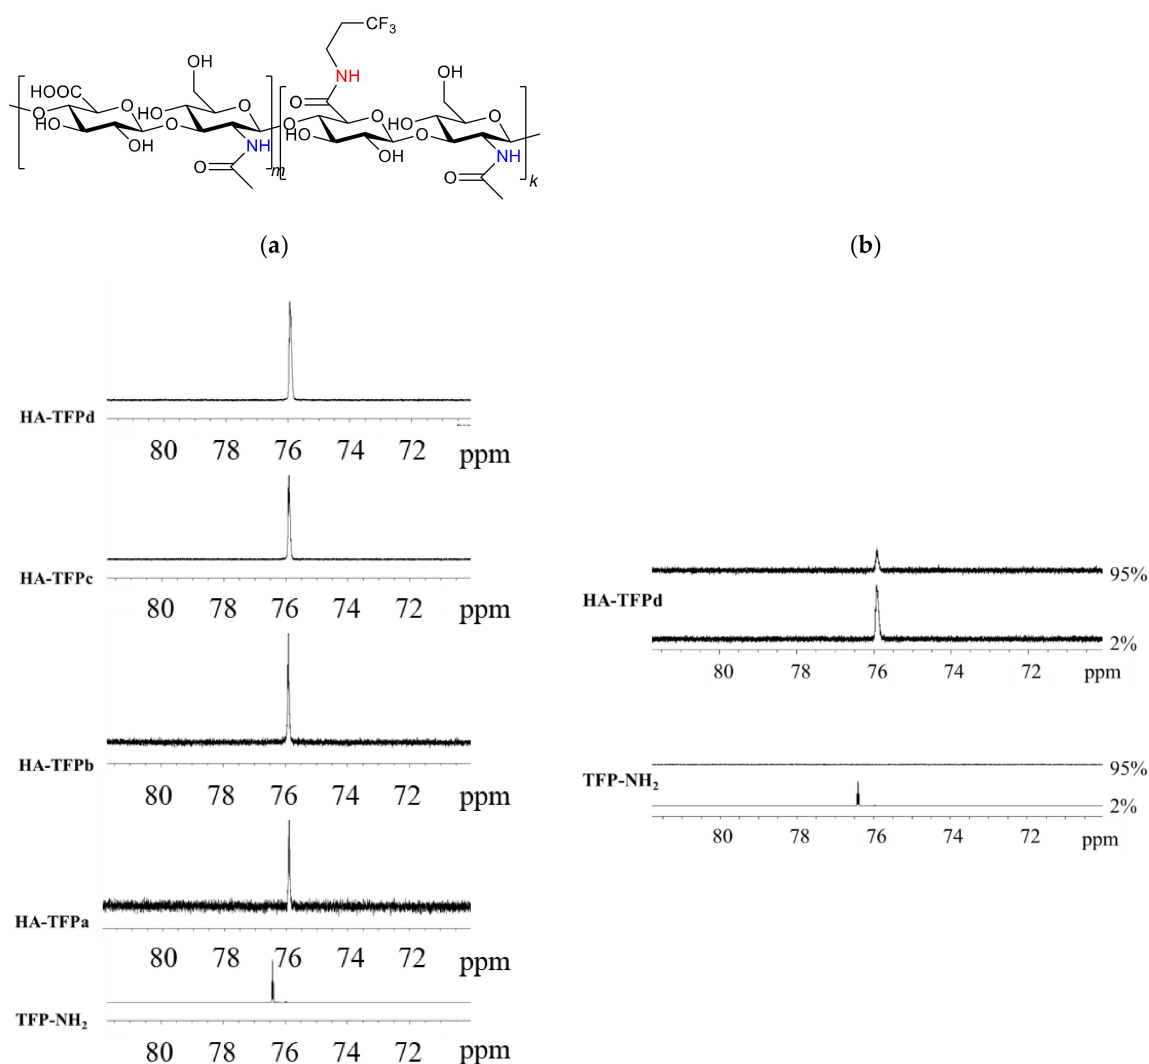 CF3
OH
NH
OH
HOOC
O
O
O
HO
O
O
O
O
HO
O
O
HO
OH
NH
HO
OH
NH
O
m
O
k
(a)
(b)
HA-TFPd
80 78 76 74 72 ppm
HA-TFPc
80 78 76 74 72 ppm
HA-TFPb
80 78 76 74 72 ppm
HA-TFPa
80 78 76 74 72 ppm
TFP-NH2
80 78 76 74 72 ppm
95%
HA-TFPd
2%
80 78 76 74 72 ppm
95%
TFP-NH2
2%
80 78 76 74 72 ppm